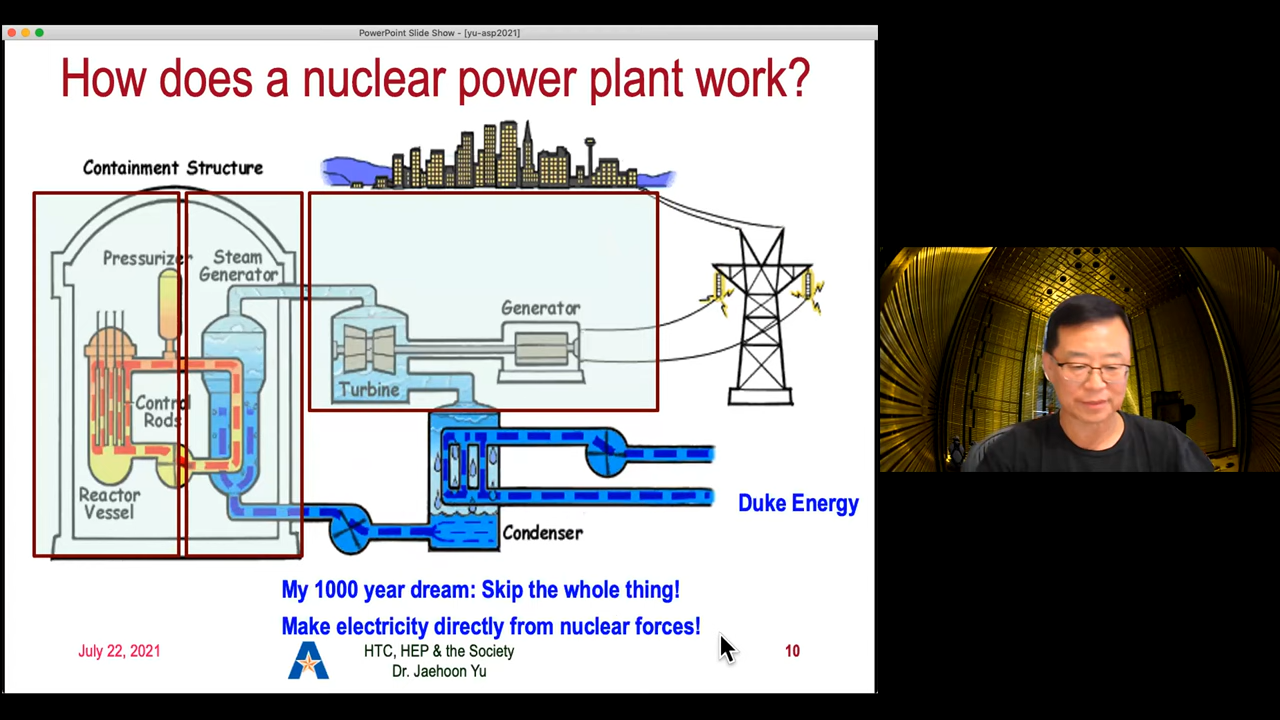 PowerPoint Slide Show - [yu-asp2021]
How does a nuclear power plant work?
Containment Structure
Pressurizer
Steam
Generator
Generator
Turbine
Control
Rods
Reactor
Vessel
Duke Energy
Condenser
My 1000 year dream: Skip the whole thing!
Make electricity directly from nuclear forces!
July 22, 2021
A
HTC, HEP & the Society
Dr. Jaehoon Yu
10